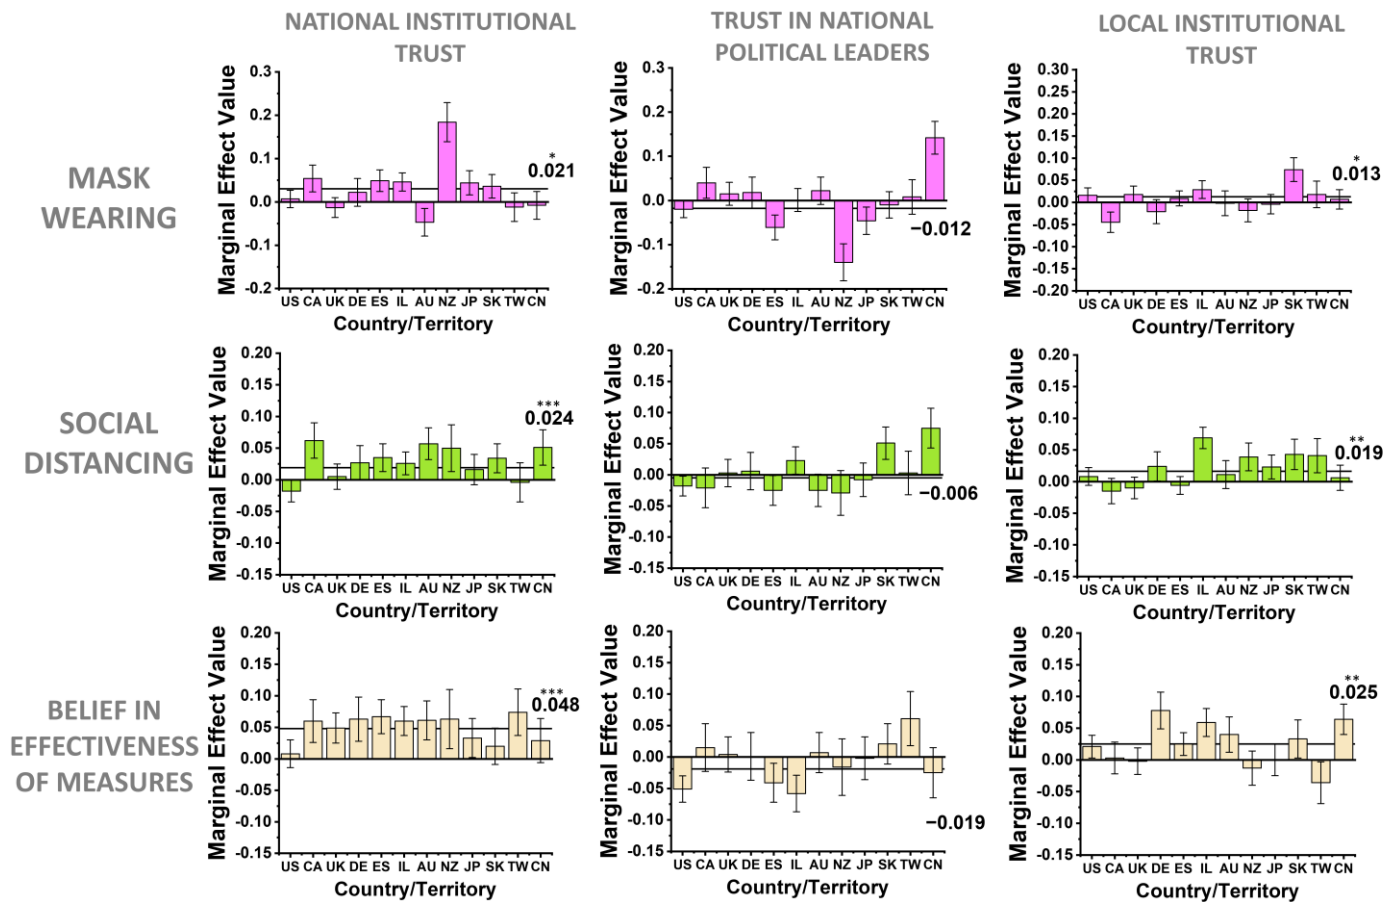 NATIONAL INSTITUTIONAL
TRUST
TRUST IN NATIONAL
POLITICAL LEADERS
LOCAL INSTITUTIONAL
TRUST
MASK
WEARING
Marginal Effect Value
0.3
0.2
0.1
0.0
-0.1
-0.2
*
0.021
US CA UK DE ES IL AU NZ JP SK TW CN
Country/Territory
Marginal Effect Value
0.3
0.2
0.1
0.0
-0.1
-0.2
−0.012
US CA UK DE ES IL AU NZ JP SK TW CN
Country/Territory
Marginal Effect Value
0.30
0.25
0.20
0.15
0.10
0.05
0.00
-0.05
-0.10
-0.15
-0.20
*
0.013
US CA UK DE ES IL AU NZ JP SK TW CN
Country/Territory
SOCIAL
DISTANCING
Marginal Effect Value
0.20
0.15
0.10
0.05
0.00
-0.05
-0.10
-0.15
***
0.024
US CA UK DE ES IL AU NZ JP SK TW CN
Country/Territory
Marginal Effect Value
0.20
0.15
0.10
0.05
0.00
-0.05
-0.10
-0.15
−0.006
US CA UK DE ES IL AU NZ JP SK TW CN
Country/Territory
Marginal Effect Value
0.20
0.15
0.10
0.05
0.00
-0.05
-0.10
-0.15
**
0.019
US CA UK DE ES IL AU NZ JP SK TW CN
Country/Territory
BELIEF IN
EFFECTIVENESS
OF MEASURES
Marginal Effect Value
0.20
0.15
0.10
0.05
0.00
-0.05
-0.10
-0.15
***
0.048
US CA UK DE ES IL AU NZ JP SK TW CN
Country/Territory
Marginal Effect Value
0.20
0.15
0.10
0.05
0.00
-0.05
-0.10
-0.15
−0.019
US CA UK DE ES IL AU NZ JP SK TW CN
Country/Territory
Marginal Effect Value
0.20
0.15
0.10
0.05
0.00
-0.05
-0.10
-0.15
**
0.025
US CA UK DE ES IL AU NZ JP SK TW CN
Country/Territory